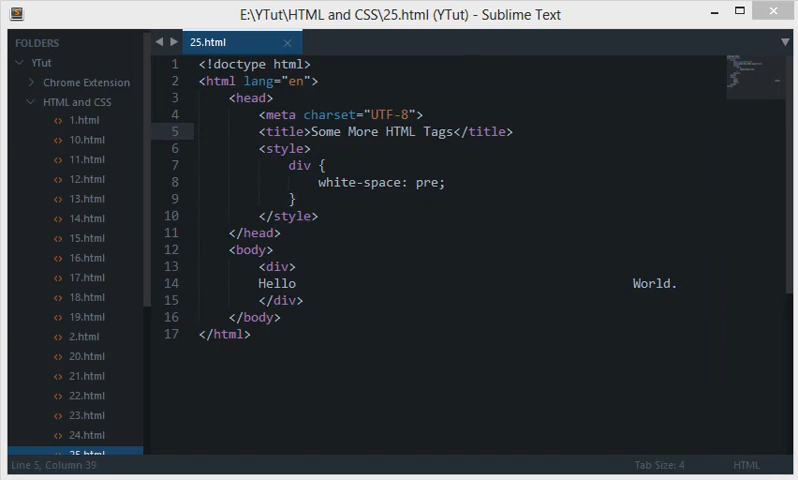 E:\YTut\HTML and CSS\25.html (YTut) - Sublime Text
FOLDERS
YTut
Chrome Extension
HTML and CSS
1.html
10.html
11.html
12.html
13.html
14.html
15.html
16.html
17.html
18.html
19.html
2.html
20.html
21.html
22.html
23.html
24.html
25.html
25.html
1 <!doctype html>
2 <html lang="en">
3 <head>
4 <meta charset="UTF-8">
5 <title>Some More HTML Tags</title>
6 <style>
7 div {
8 white-space: pre;
9 }
10 </style>
11 </head>
12 <body>
13 <div>
14 Hello                                             World.
15 </div>
16 </body>
17 </html>
Line 5, Column 39
Tab Size: 4
HTML